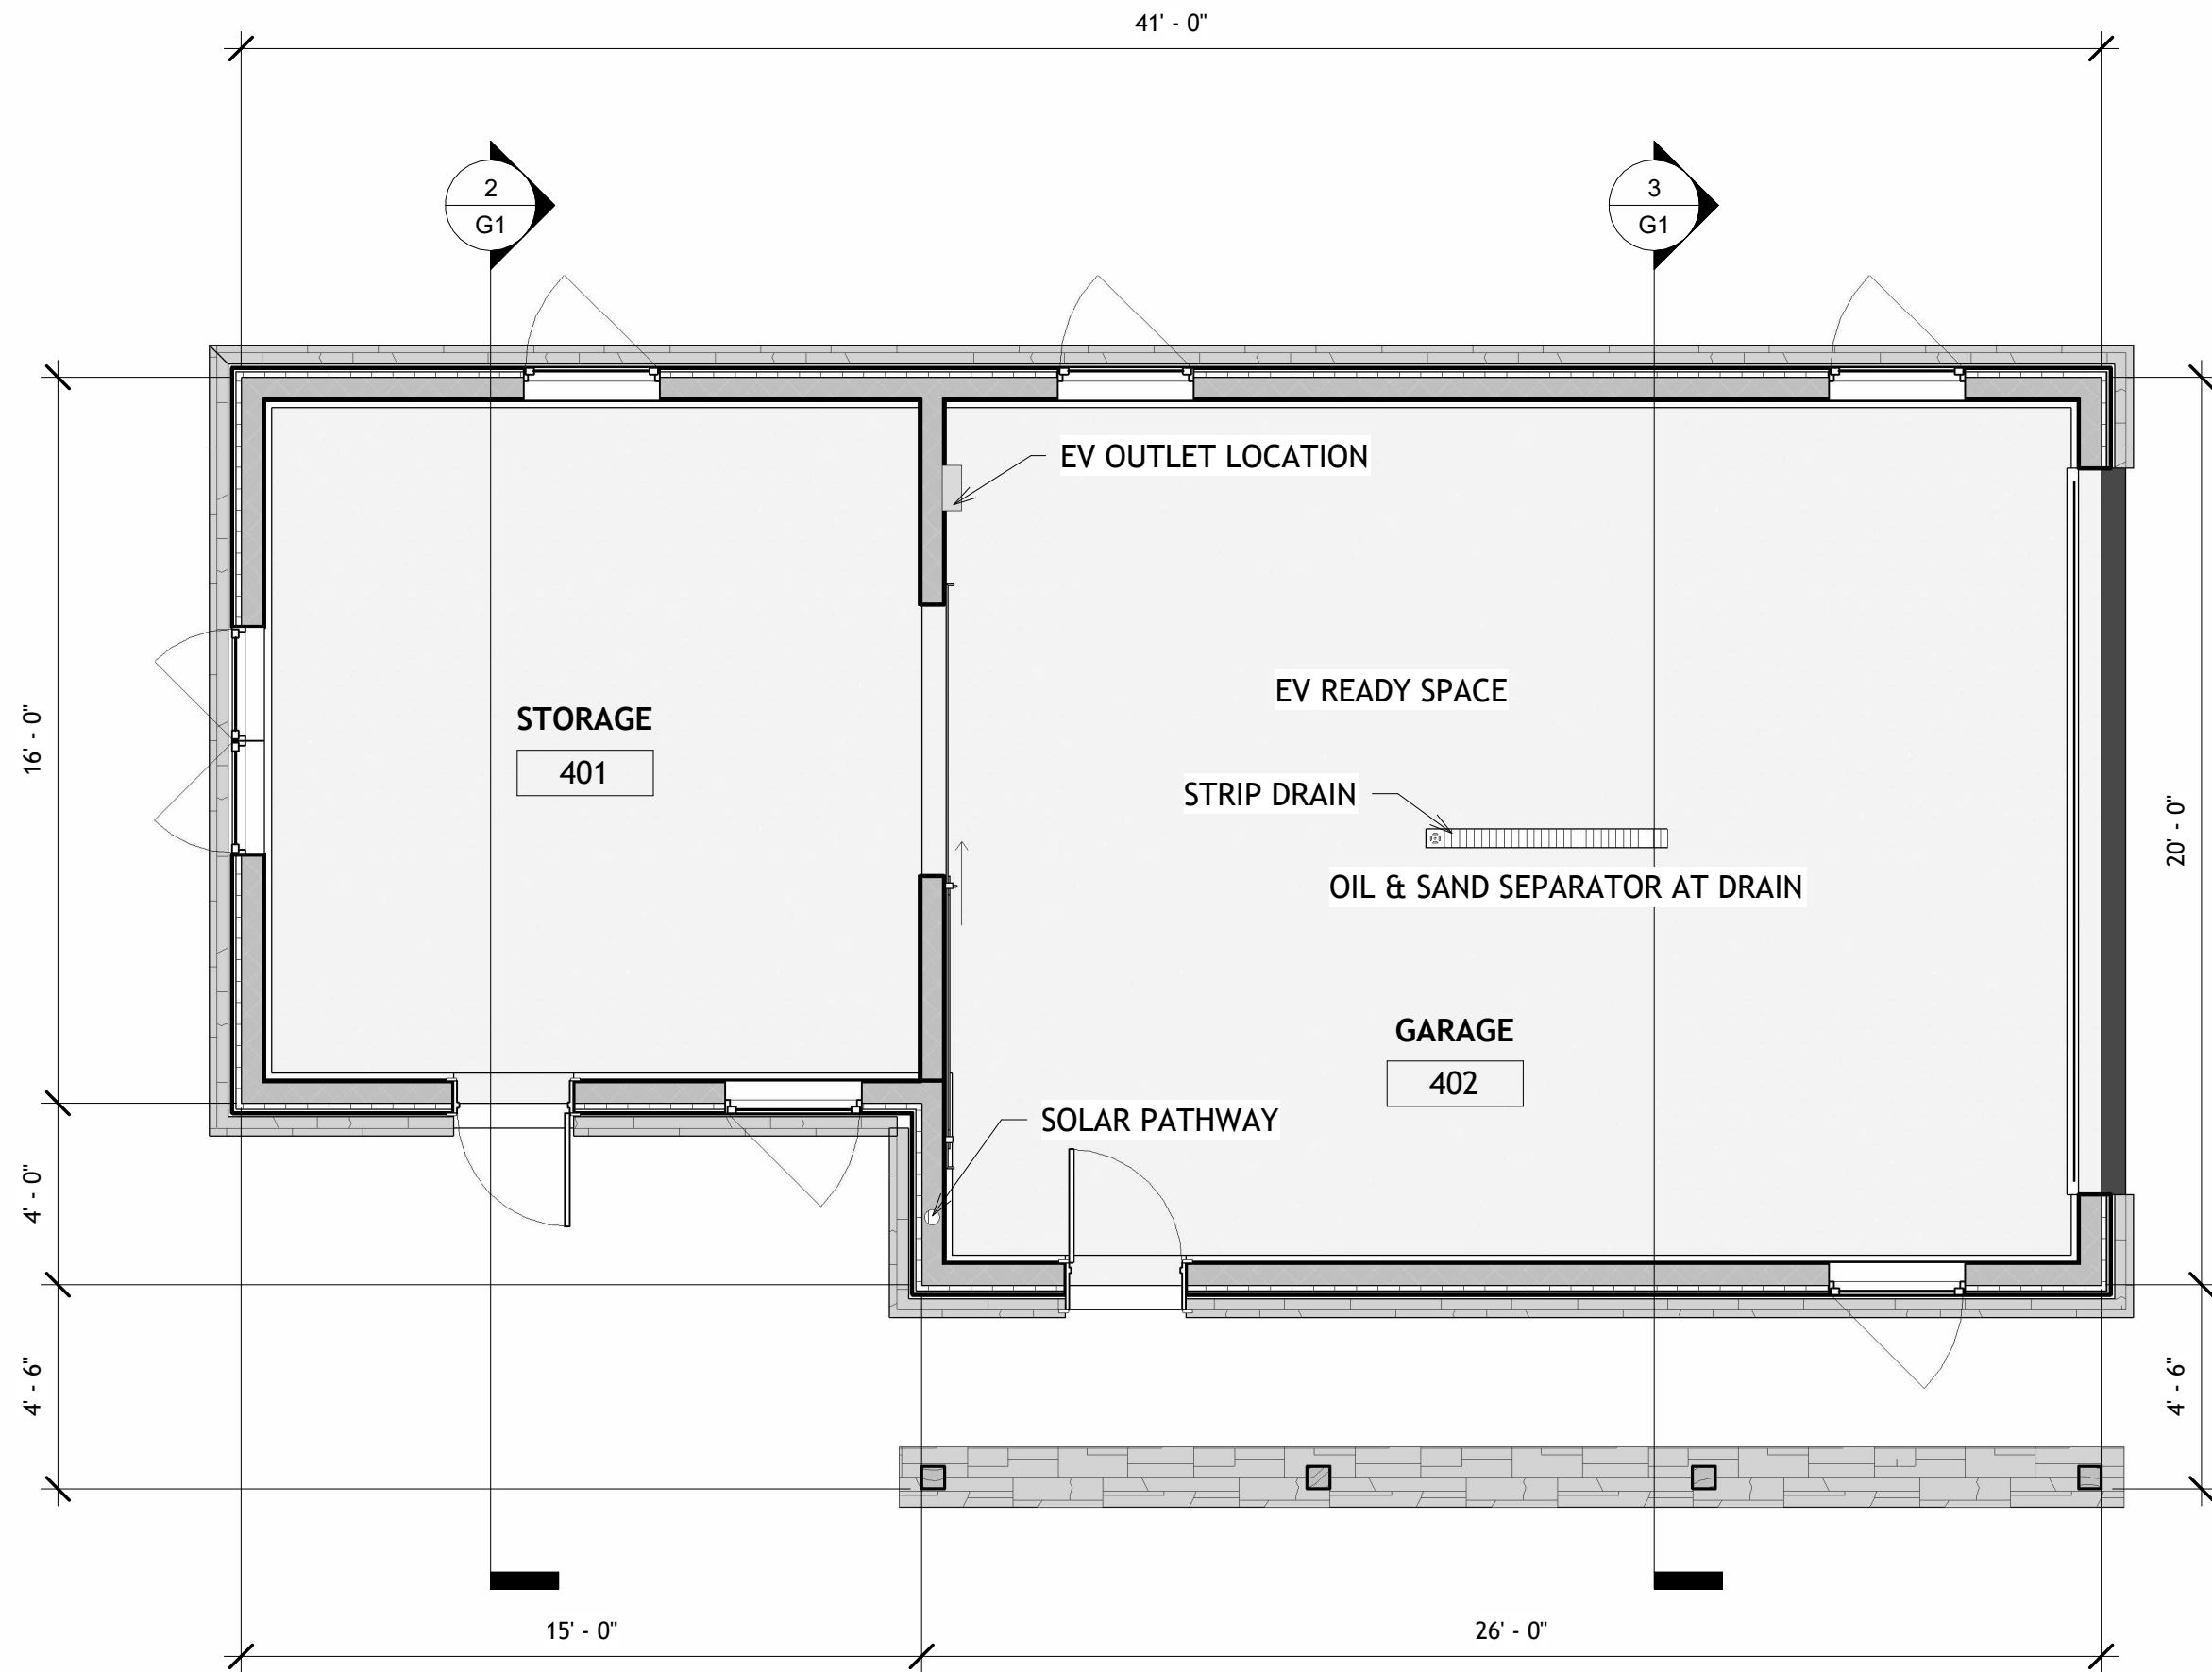 41' - 0"
2
G1
3
G1
EV OUTLET LOCATION
EV READY SPACE
STORAGE
401
16' - 0"
STRIP DRAIN
20' - 0"
OIL & SAND SEPARATOR AT DRAIN
GARAGE
402
SOLAR PATHWAY
4' - 0"
4' - 6"
4' - 6"
15' - 0"
26' - 0"